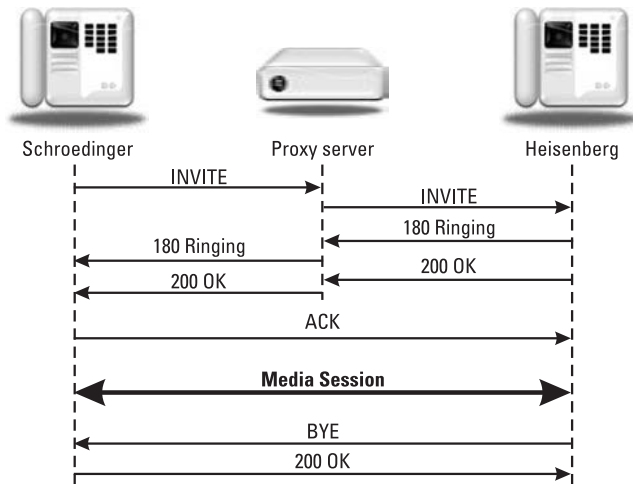 Schroedinger
Proxy server
Heisenberg
INVITE
INVITE
180 Ringing
180 Ringing
200 OK
200 OK
ACK
Media Session
BYE
200 OK